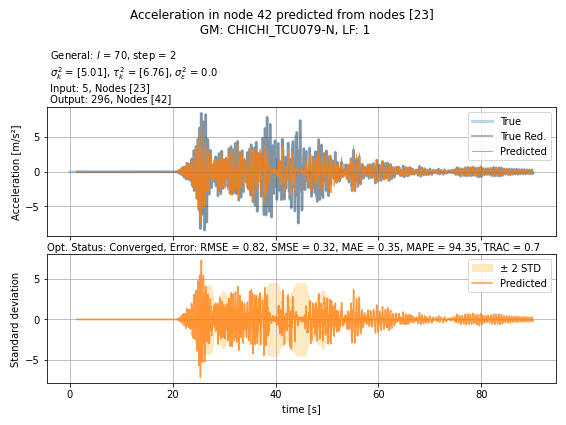 Acceleration in node 42 predicted from nodes [23]
GM: CHICHI_TCU079-N, LF: 1
General: l = 70, step = 2
σ²ₖ = [5.01], τ²ₖ = [6.76], σ²ε = 0.0
Input: 5, Nodes [23]
Output: 296, Nodes [42]
True
True Red.
Predicted
Acceleration [m/s²]
5
0
−5
Opt. Status: Converged, Error: RMSE = 0.82, SMSE = 0.32, MAE = 0.35, MAPE = 94.35, TRAC = 0.7
± 2 STD
Predicted
Standard deviation
5
0
−5
0 20 40 60 80
time [s]